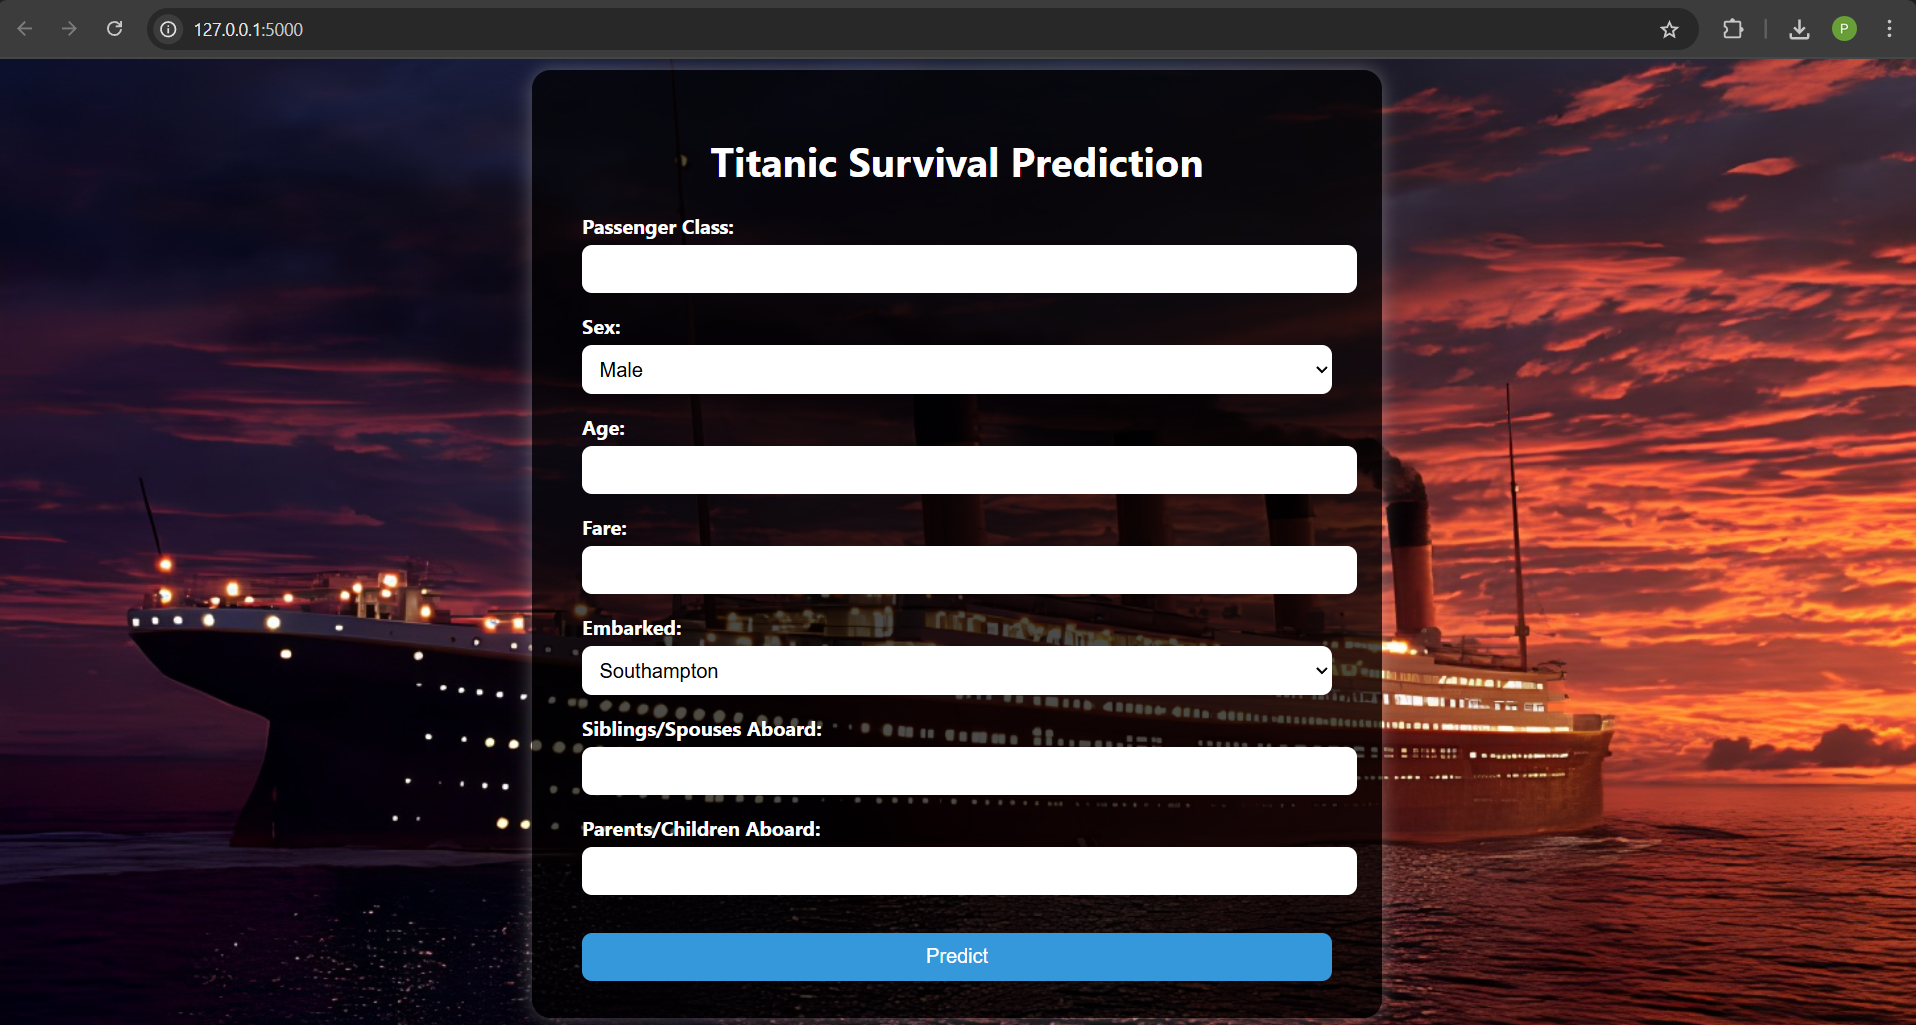 127.0.0.1:5000
P
Titanic Survival Prediction
Passenger Class:
Sex:
Male
Age:
Fare:
Embarked:
Southampton
Siblings/Spouses Aboard:
Parents/Children Aboard:
Predict